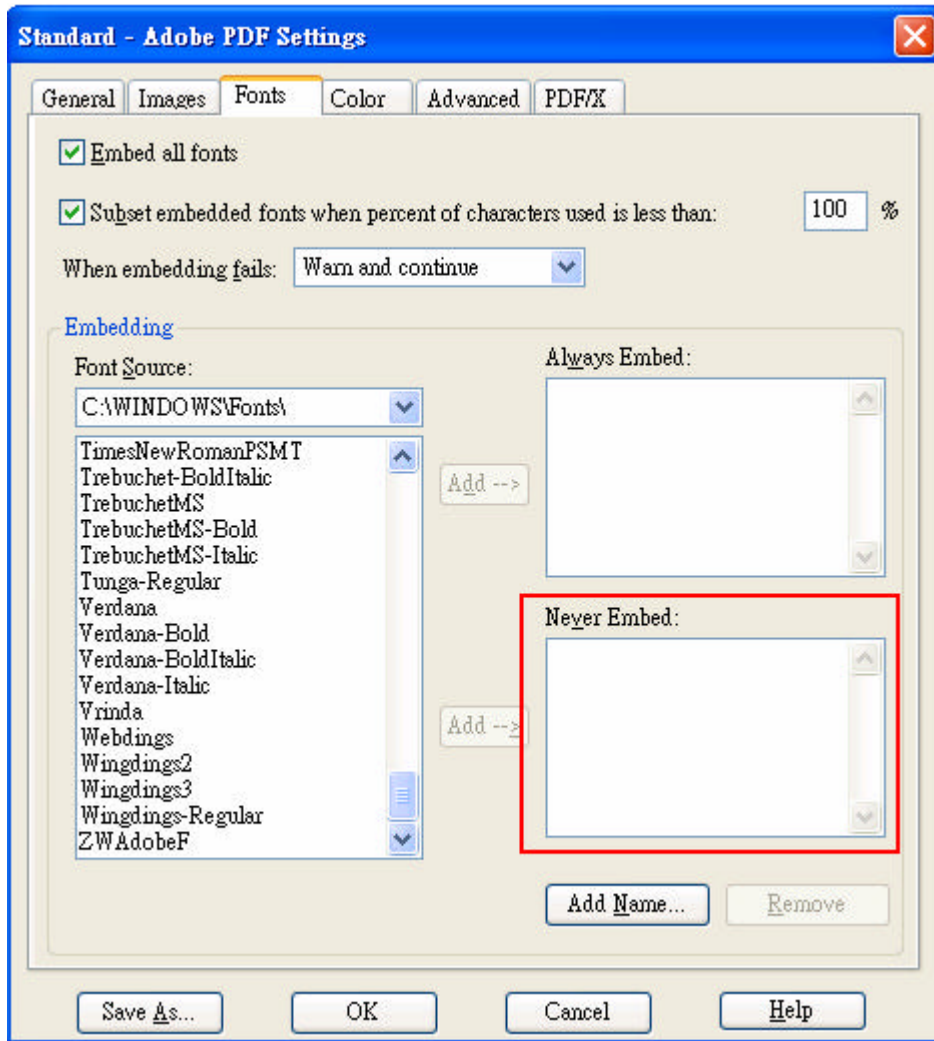 Standard - Adobe PDF Settings
General Images Fonts Color Advanced PDF/X
Embed all fonts
Subset embedded fonts when percent of characters used is less than: 100 %
When embedding fails: Warn and continue
Embedding
Font Source:
C:\WINDOWS\Fonts\
TimesNewRomanPSMT
Trebuchet-BoldItalic
TrebuchetMS
TrebuchetMS-Bold
TrebuchetMS-Italic
Tunga-Regular
Verdana
Verdana-Bold
Verdana-BoldItalic
Verdana-Italic
Vrinda
Webdings
Wingdings2
Wingdings3
Wingdings-Regular
ZWAdobeF
Add -->
Add -->
Always Embed:
Never Embed:
Add Name... Remove
Save As... OK Cancel Help